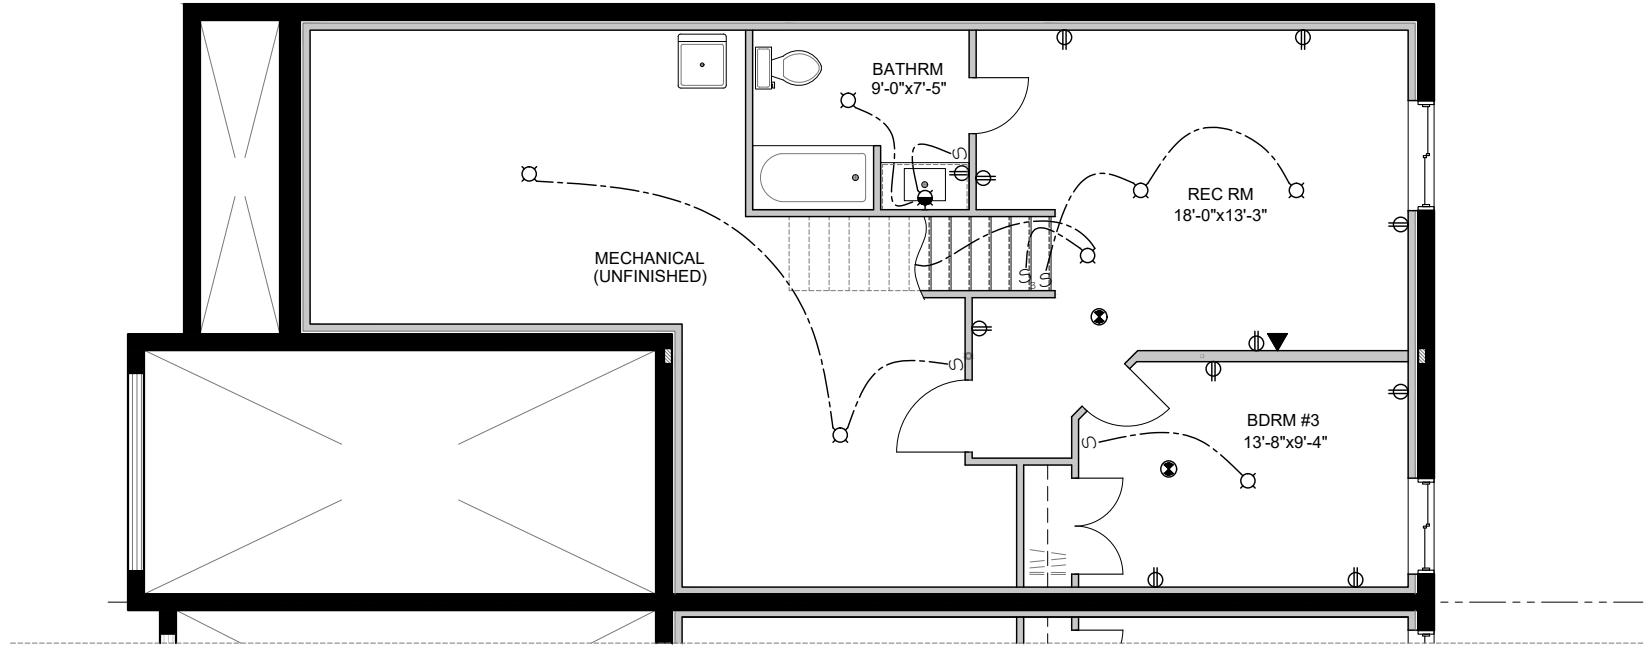 BATHRM
9'-0"x7'-5"
REC RM
18'-0"x13'-3"
MECHANICAL
(UNFINISHED)
S
S
S
3
S
S
BDRM #3
13'-8"x9'-4"